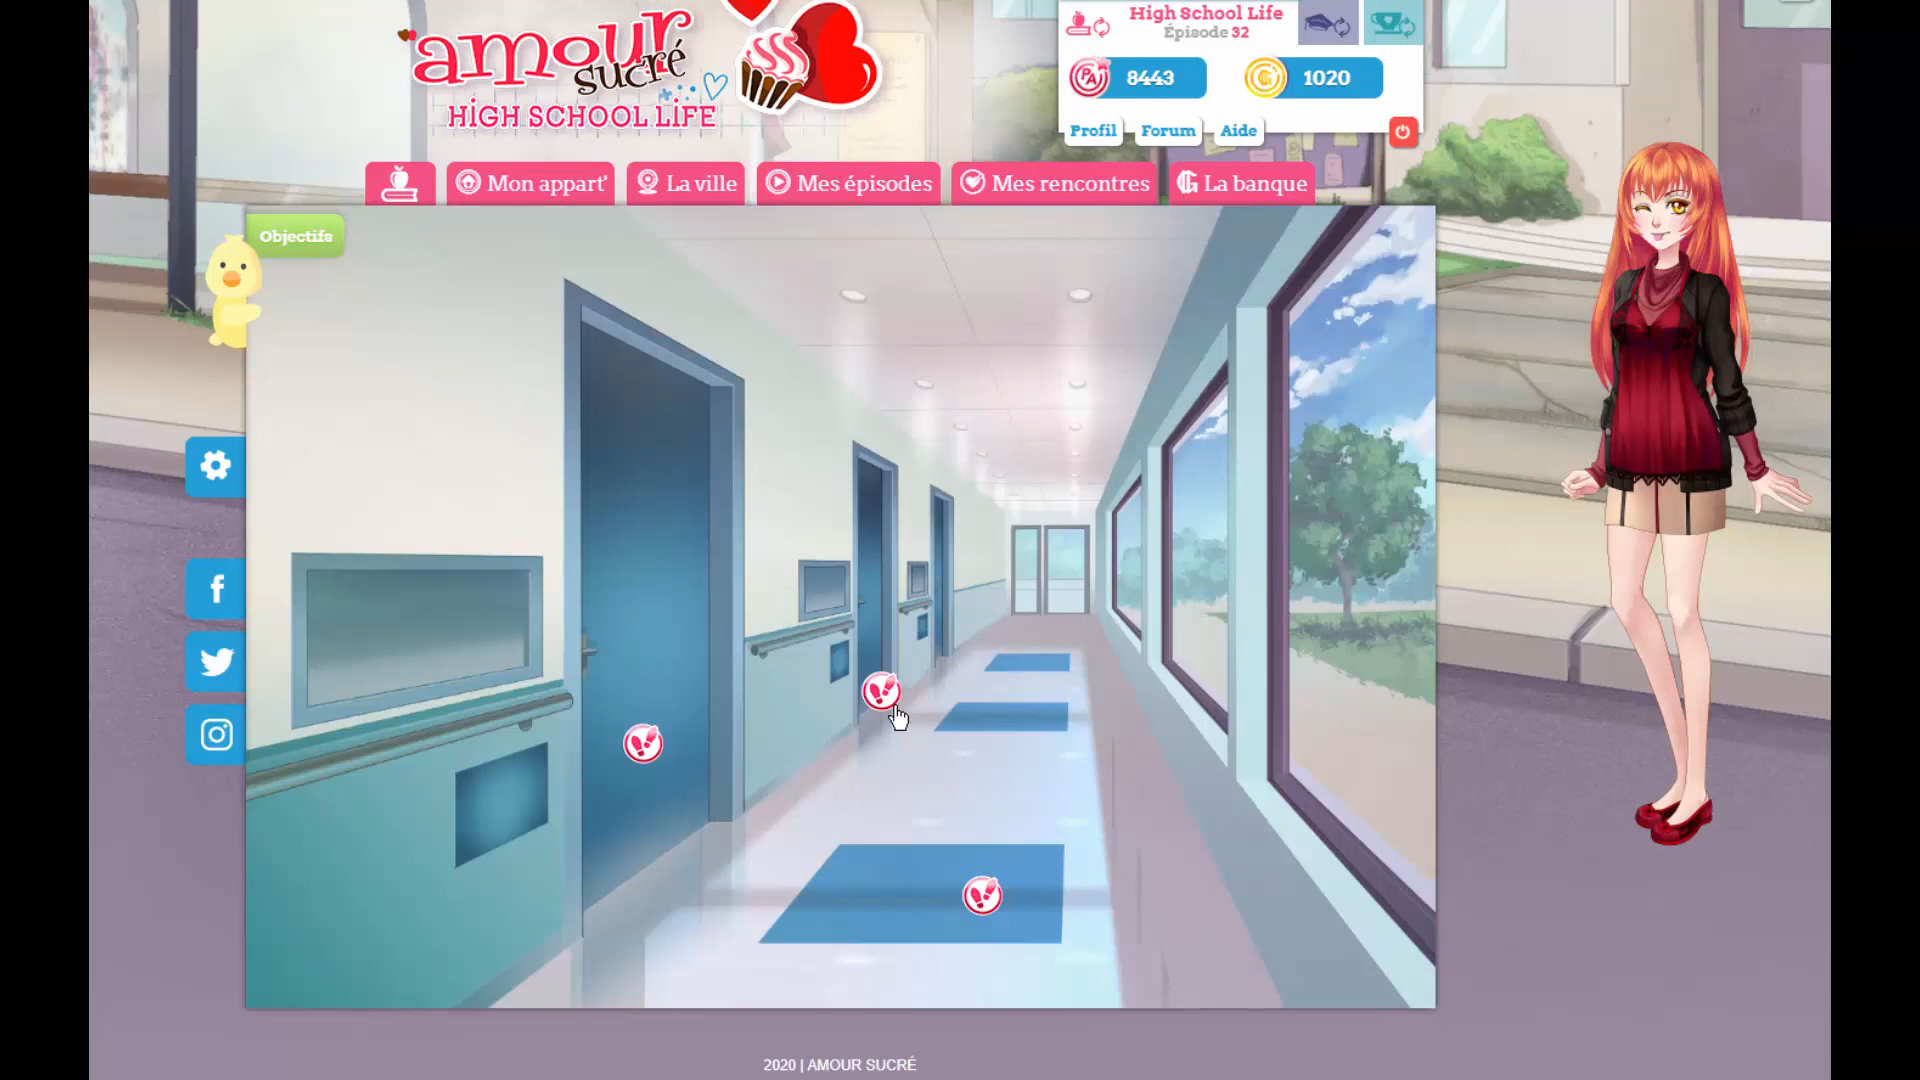 amour
sucré
HIGH SCHOOL LIFE
High School Life
Épisode 32
PA
8443
1020
Profil
Forum
Aide
Mon appart'
La ville
Mes épisodes
Mes rencontres
La banque
Objectifs
2020 | AMOUR SUCRÉ